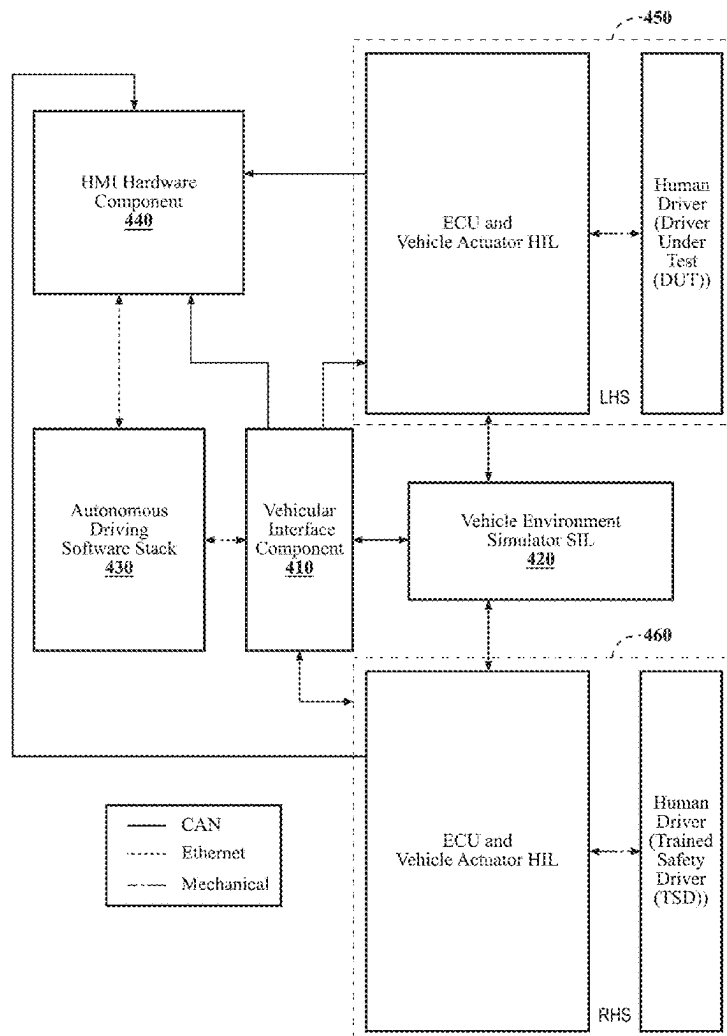 450
HMI Hardware
Component
440
ECU and
Vehicle Actuator HIL
Human
Driver
(Driver
Under
Test
(DUT))
LHS
Autonomous
Driving
Software Stack
430
Vehicular
Interface
Component
410
Vehicle Environment
Simulator SIL
420
460
ECU and
Vehicle Actuator HIL
Human
Driver
(Trained
Safety
Driver
(TSD))
RHS
CAN
Ethernet
Mechanical